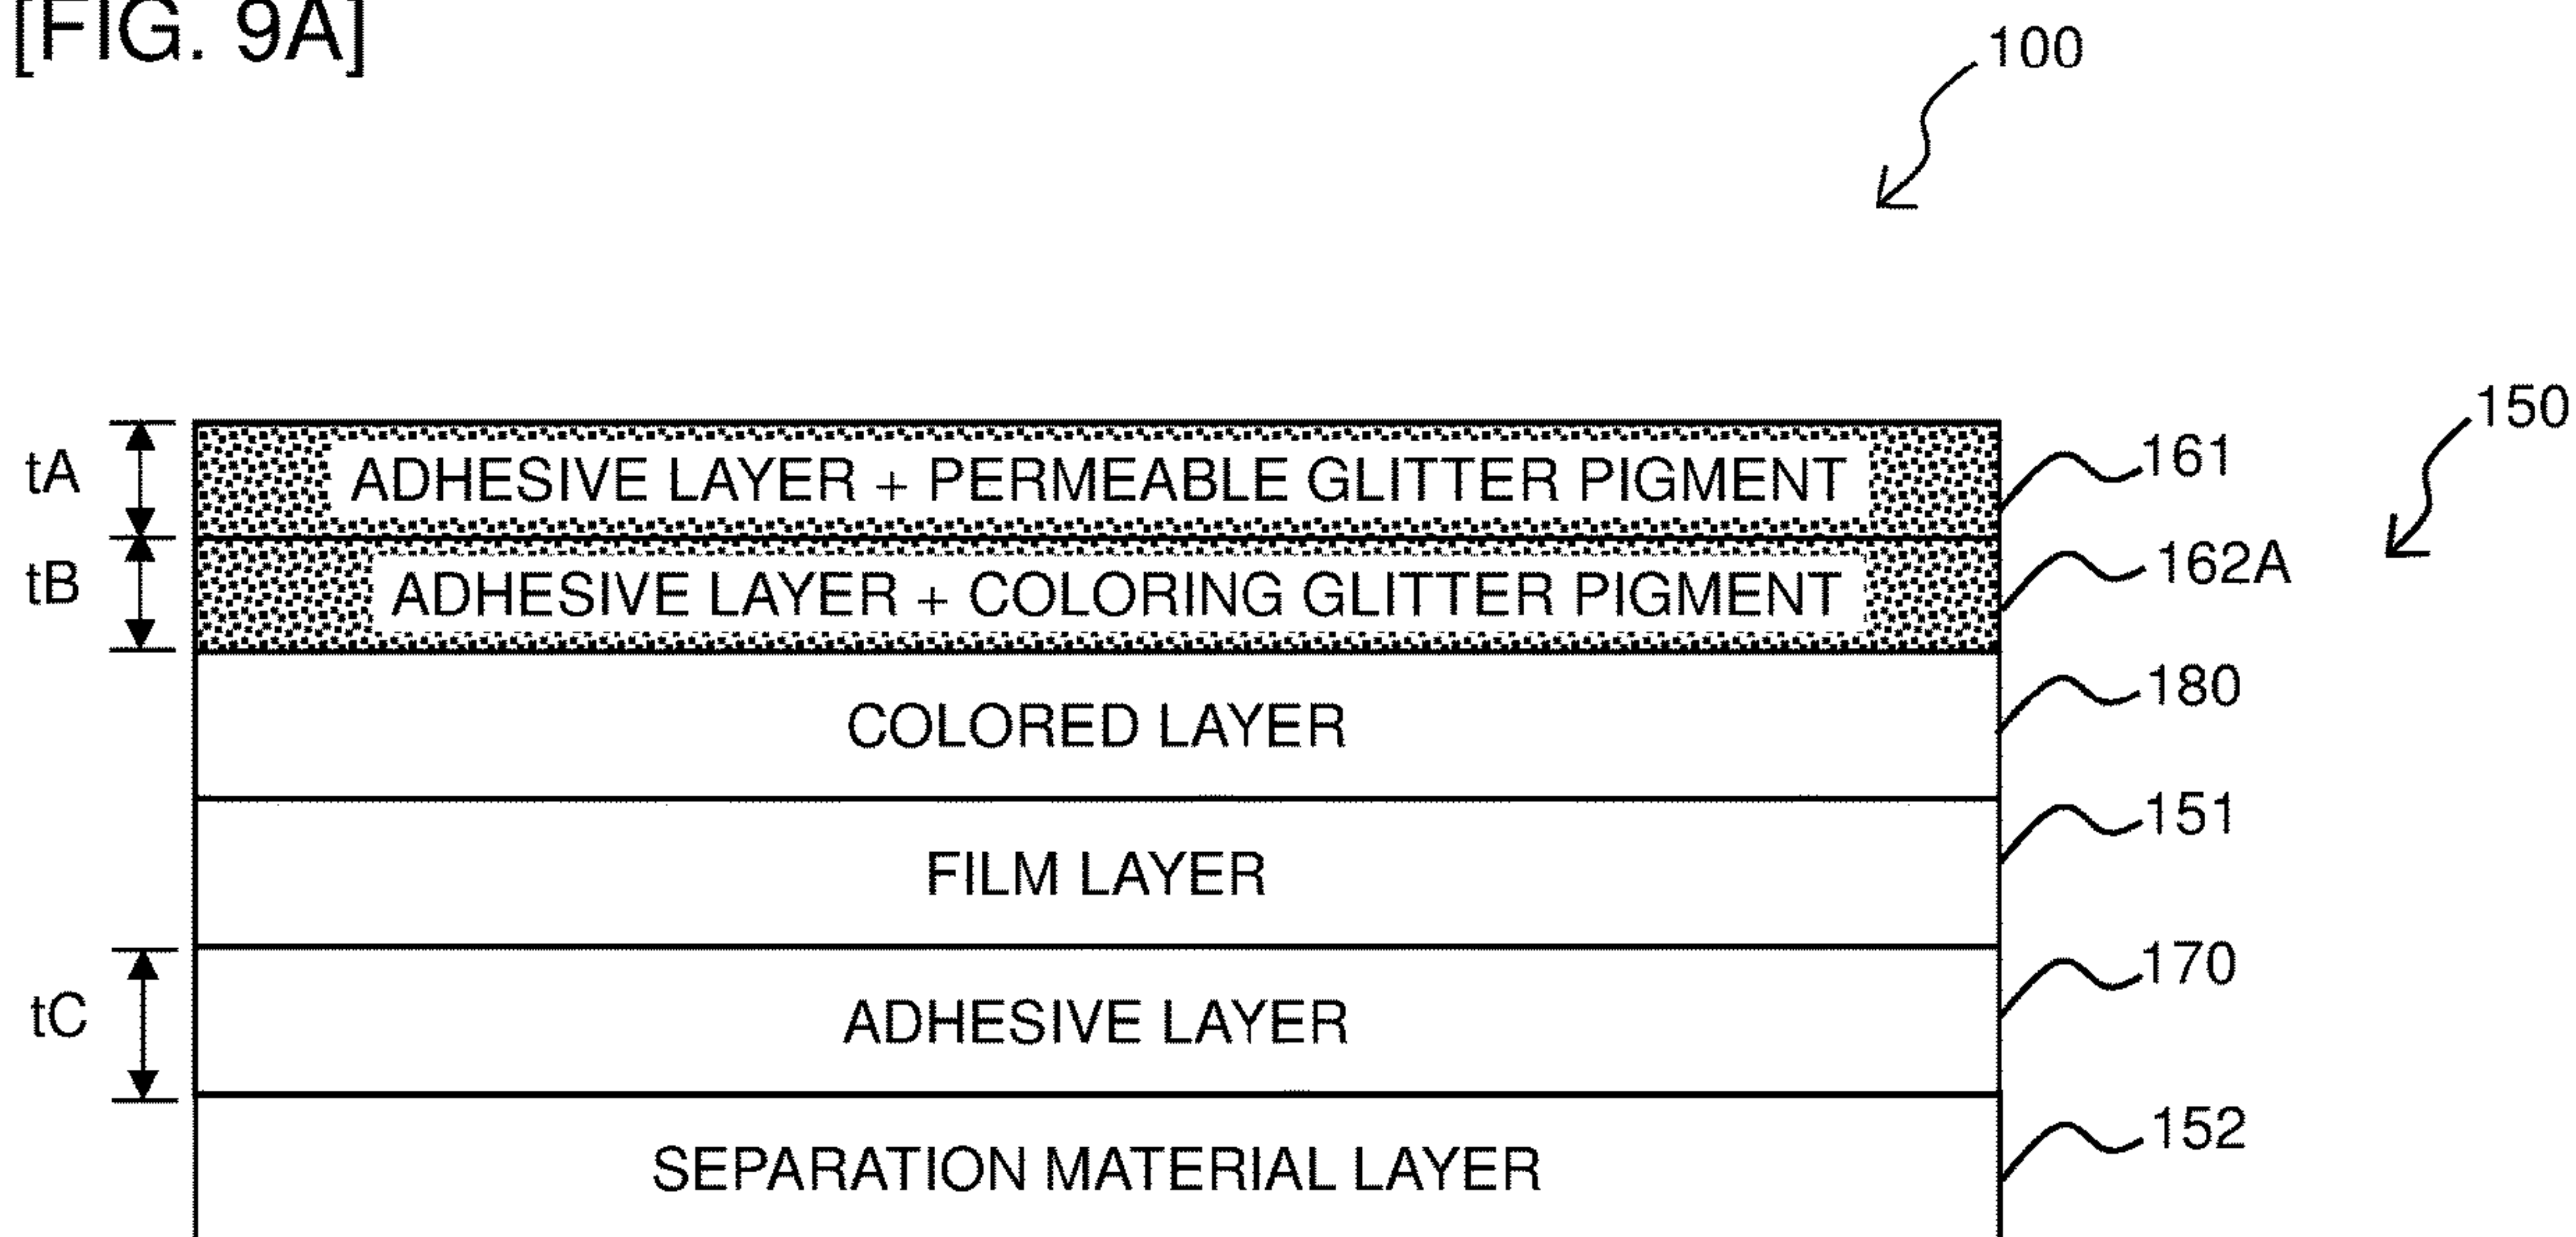 [FIG. 9A]
100
150
tA
ADHESIVE LAYER + PERMEABLE GLITTER PIGMENT
161
tB
ADHESIVE LAYER + COLORING GLITTER PIGMENT
162A
COLORED LAYER
180
FILM LAYER
151
tC
ADHESIVE LAYER
170
SEPARATION MATERIAL LAYER
152